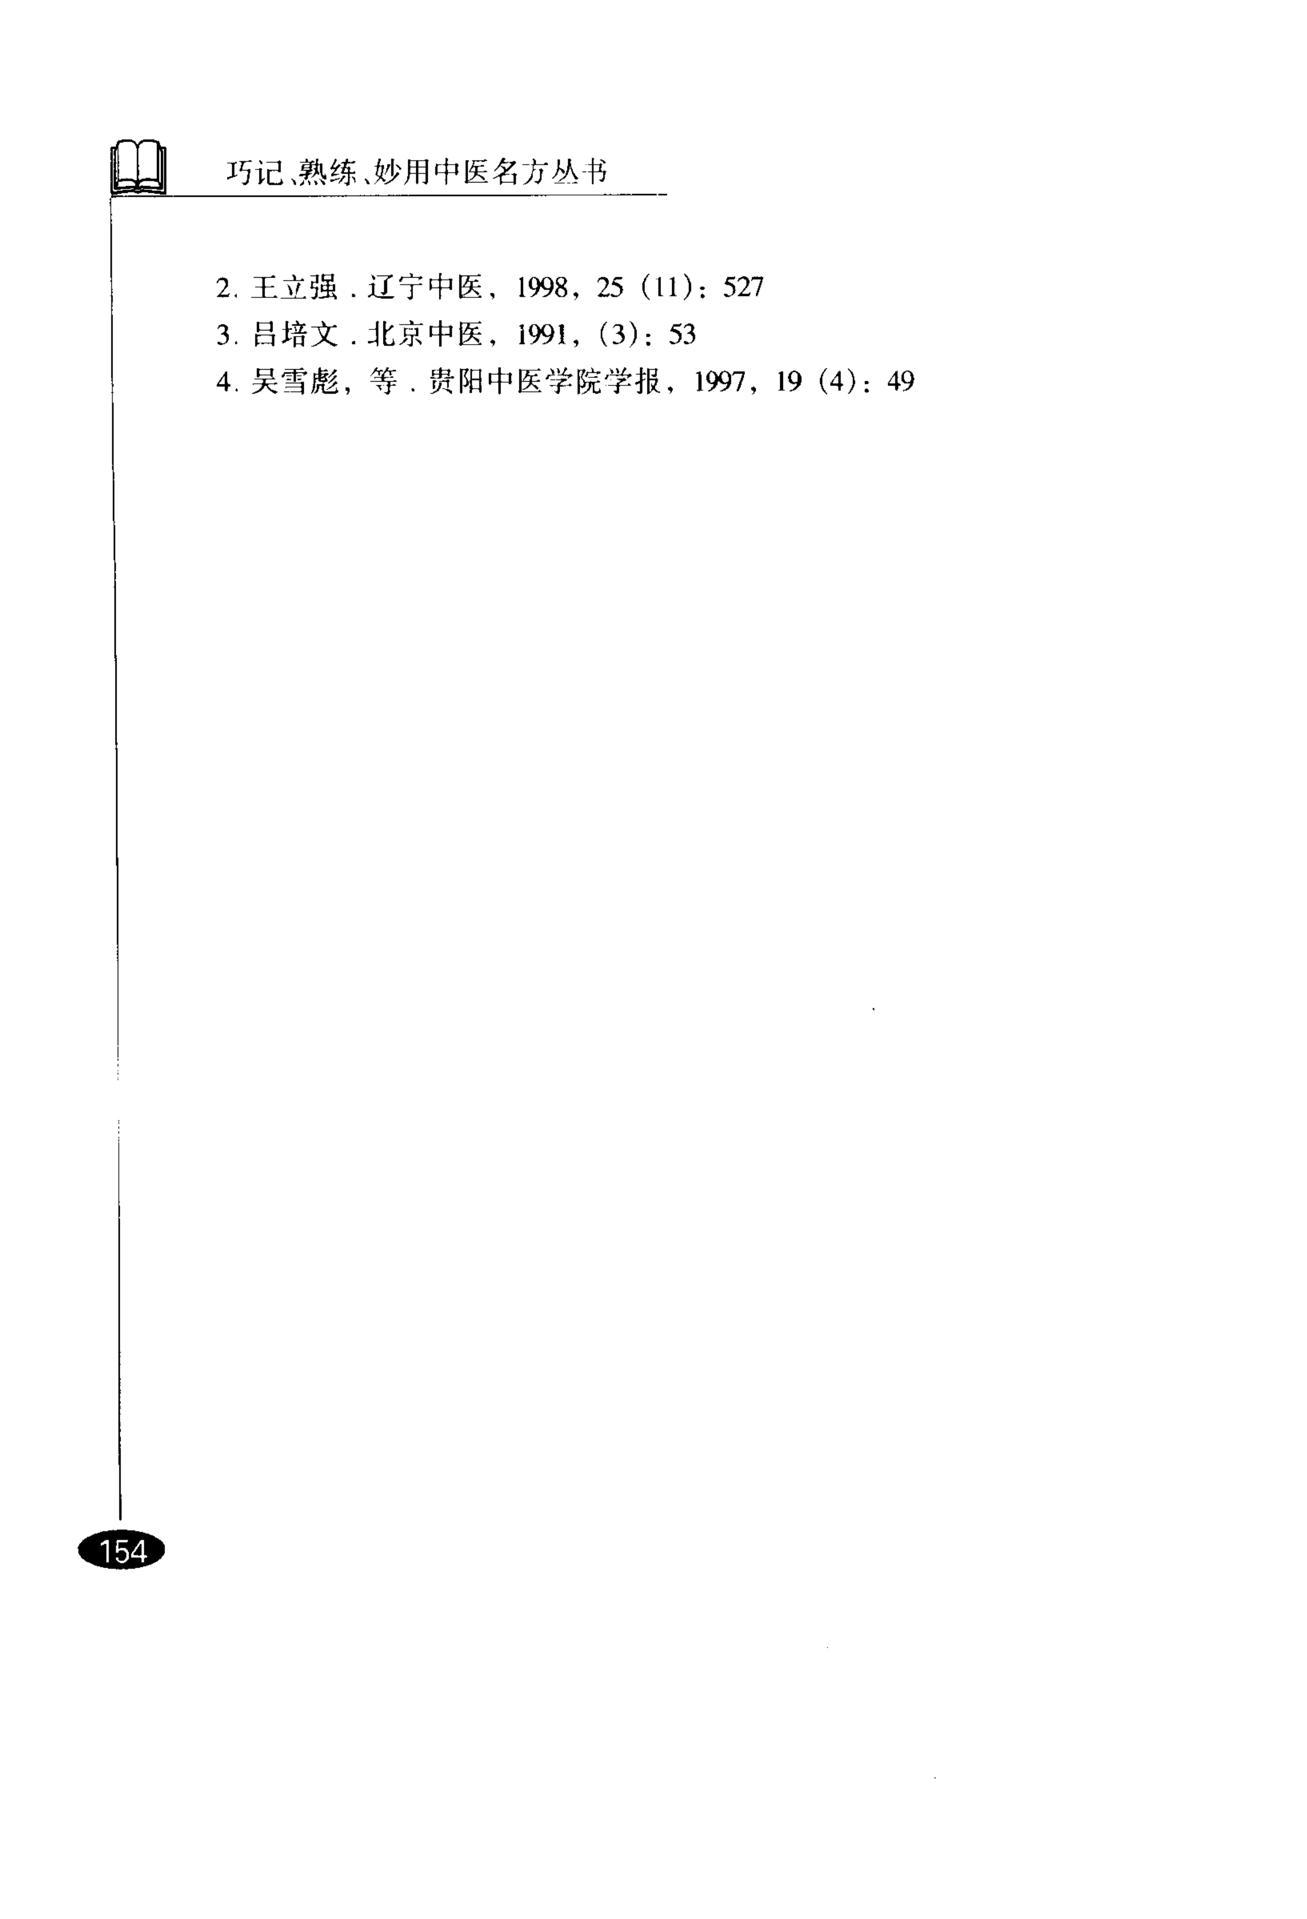 巧记、熟练、妙用中医名方丛书
2. 王立强．辽宁中医，1998，25（11）：527
3. 吕培文．北京中医，1991，（3）：53
4. 吴雪彪，等．贵阳中医学院学报，1997，19（4）：49
154